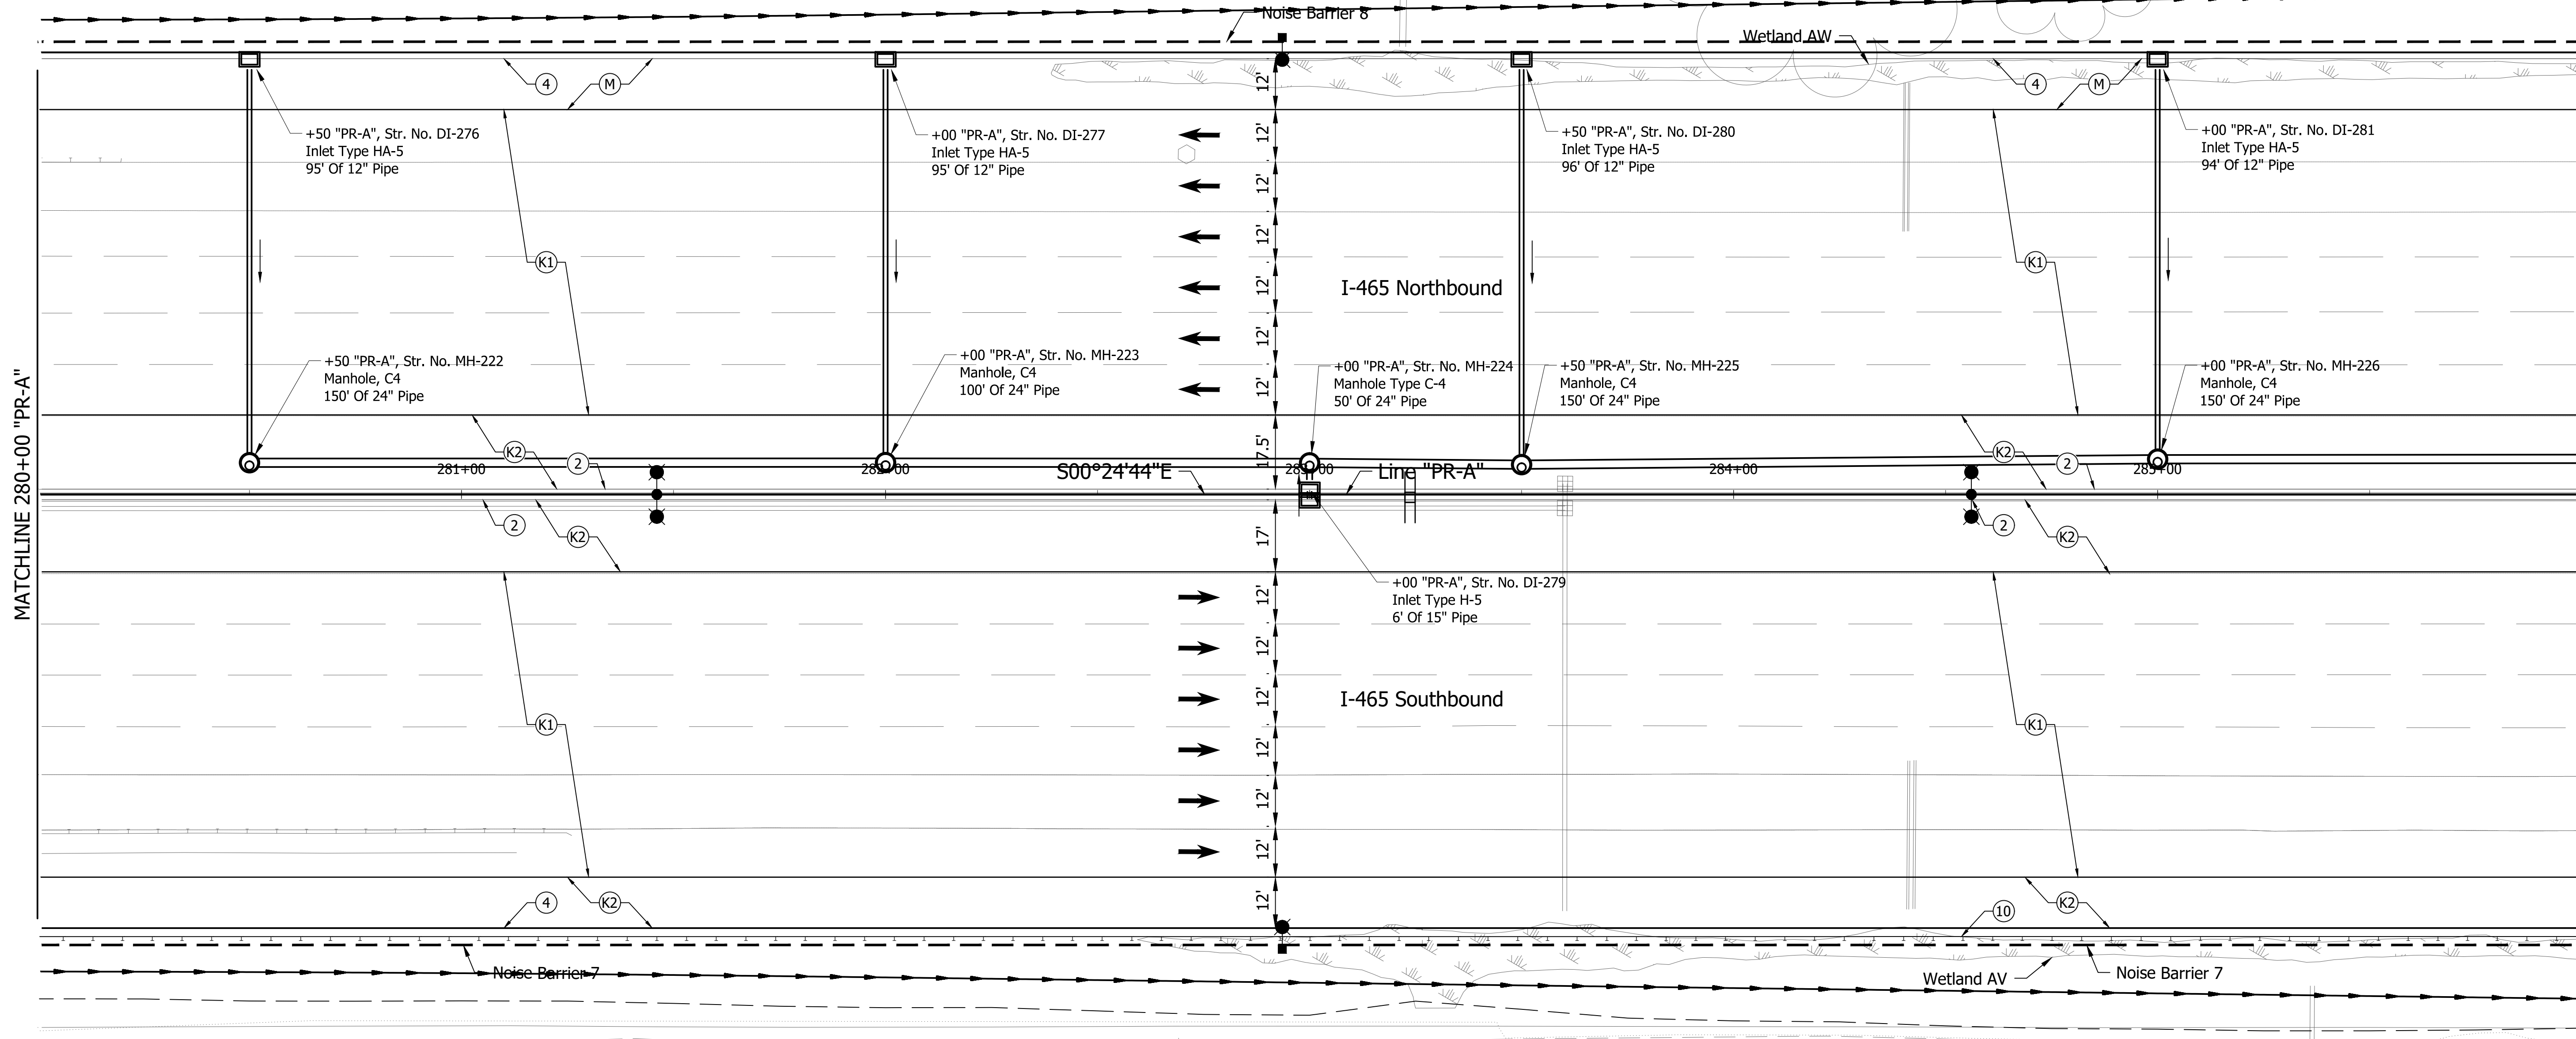 Noise Barrier 8
Wetland AW
4
M
4
M
12'
+50 "PR-A", Str. No. DI-276
Inlet Type HA-5
95' Of 12" Pipe
+00 "PR-A", Str. No. DI-277
Inlet Type HA-5
95' Of 12" Pipe
+50 "PR-A", Str. No. DI-280
Inlet Type HA-5
96' Of 12" Pipe
+00 "PR-A", Str. No. DI-281
Inlet Type HA-5
94' Of 12" Pipe
12'
12'
12'
K1
K1
12'
I-465 Northbound
12'
12'
+50 "PR-A", Str. No. MH-222
Manhole, C4
150' Of 24" Pipe
+00 "PR-A", Str. No. MH-223
Manhole, C4
100' Of 24" Pipe
+00 "PR-A", Str. No. MH-224
Manhole Type C-4
50' Of 24" Pipe
+50 "PR-A", Str. No. MH-225
Manhole, C4
150' Of 24" Pipe
+00 "PR-A", Str. No. MH-226
Manhole, C4
150' Of 24" Pipe
MATCHLINE 280+00 "PR-A"
17.5'
K2
2
K2
2
281+00
282+00
S00°24'44"E
283+00
Line "PR-A"
284+00
285+00
2
K2
17'
2
K2
+00 "PR-A", Str. No. DI-279
Inlet Type H-5
6' Of 15" Pipe
12'
12'
12'
I-465 Southbound
K1
K1
12'
12'
12'
12'
4
K2
10
K2
Noise Barrier 7
Wetland AV
Noise Barrier 7